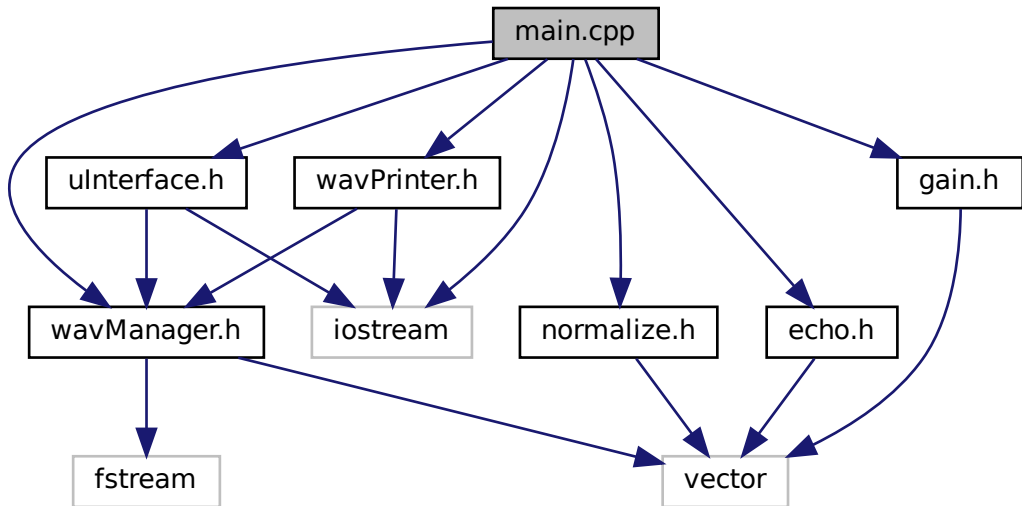 main.cpp
uInterface.h
wavPrinter.h
gain.h
wavManager.h
iostream
normalize.h
echo.h
fstream
vector